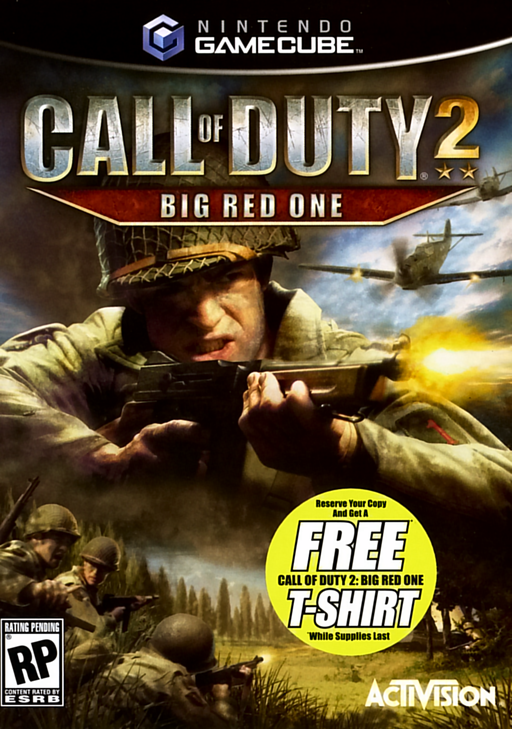 NINTENDO
GAMECUBE™
CALL OF DUTY 2
®
BIG RED ONE
Reserve Your Copy
And Get A
FREE*
CALL OF DUTY 2: BIG RED ONE
T-SHIRT
*While Supplies Last
RATING PENDING
RP
®
CONTENT RATED BY
ESRB
ACTIVISION